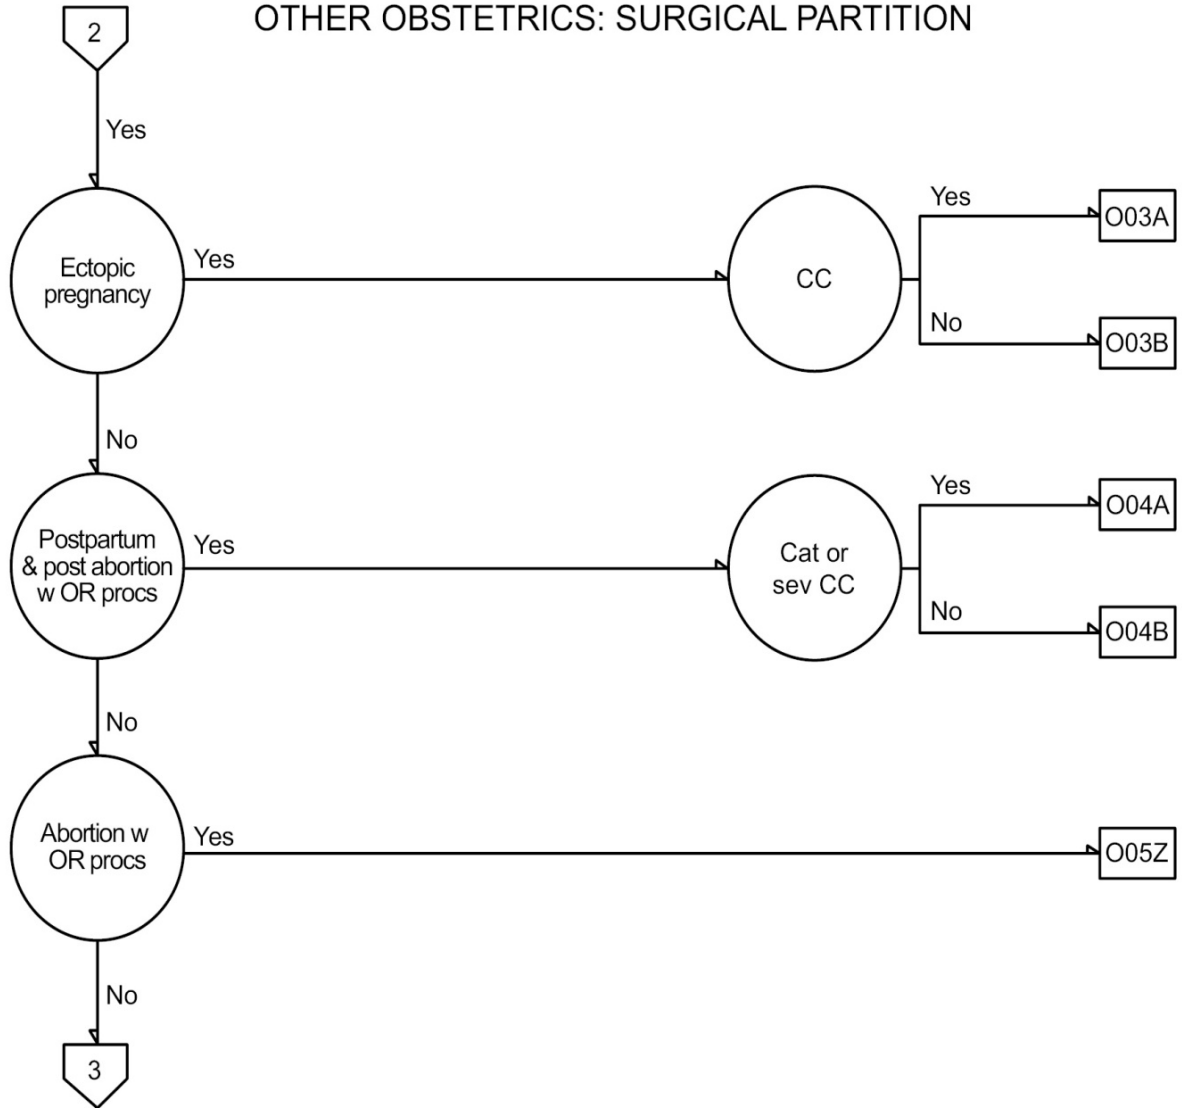 OTHER OBSTETRICS: SURGICAL PARTITION
2
Yes
Ectopic
pregnancy
Yes
CC
Yes
O03A
No
O03B
No
Postpartum
& post abortion
w OR procs
Yes
Cat or
sev CC
Yes
O04A
No
O04B
No
Abortion w
OR procs
Yes
O05Z
No
3